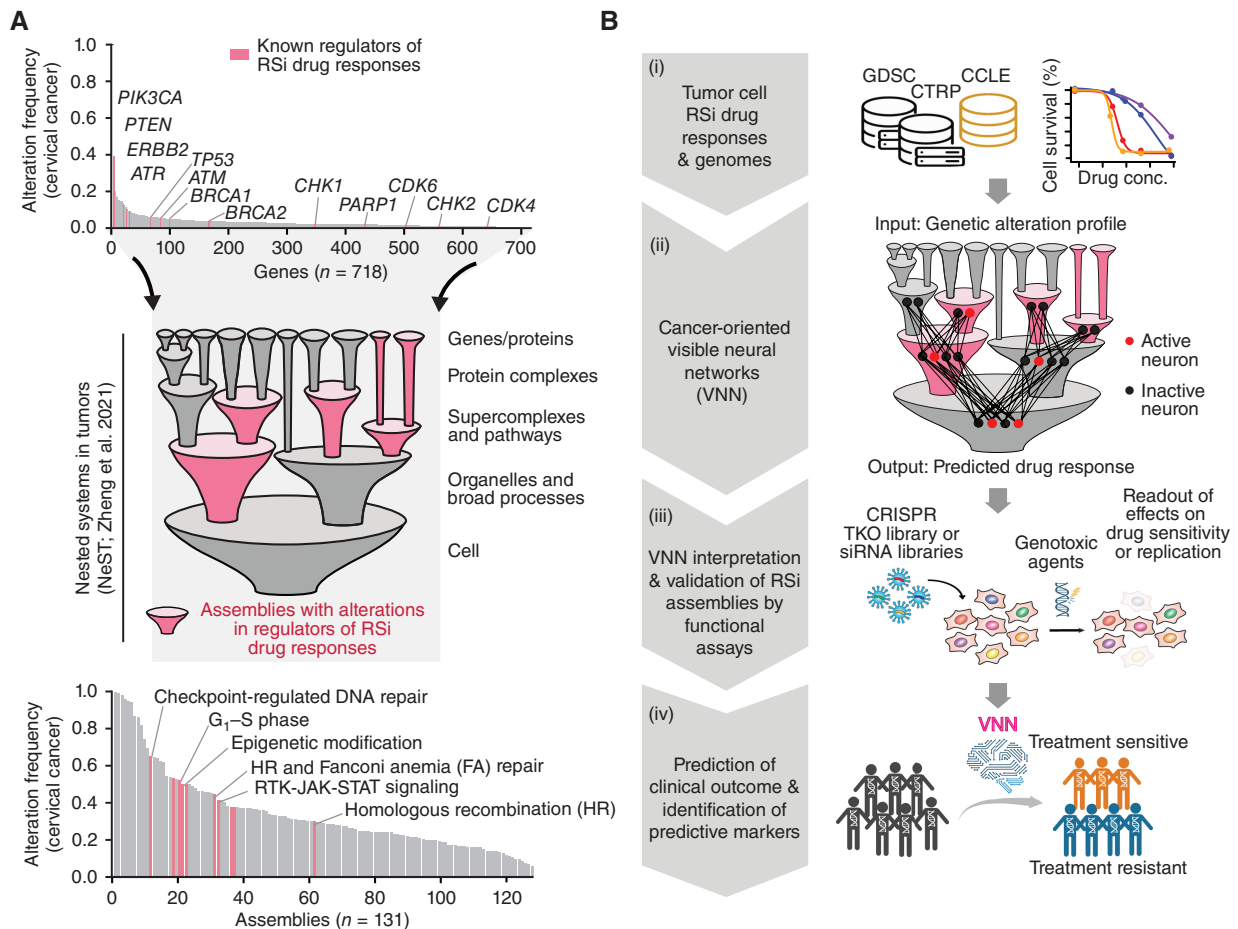 A
Alteration frequency
(cervical cancer)
1.0
0.8
0.6
0.4
0.2
0.0
Known regulators of
RSi drug responses
PIK3CA
PTEN
ERBB2
ATR
TP53
ATM
BRCA1
BRCA2
CHK1
PARP1
CDK6
CHK2
CDK4
0 100 200 300 400 500 600 700
Genes (n = 718)
Nested systems in tumors
(NeST; Zheng et al. 2021)
Genes/proteins
Protein complexes
Supercomplexes
and pathways
Organelles and
broad processes
Cell
Assemblies with alterations
in regulators of RSi
drug responses
Alteration frequency
(cervical cancer)
1.0
0.8
0.6
0.4
0.2
0.0
Checkpoint-regulated DNA repair
G1–S phase
Epigenetic modification
HR and Fanconi anemia (FA) repair
RTK-JAK-STAT signaling
Homologous recombination (HR)
0 20 40 60 80 100 120
Assemblies (n = 131)
B
(i)
Tumor cell
RSi drug
responses
& genomes
GDSC
CTRP
CCLE
Cell survival (%)
Drug conc.
(ii)
Cancer-oriented
visible neural
networks
(VNN)
Input: Genetic alteration profile
Active
neuron
Inactive
neuron
Output: Predicted drug response
(iii)
VNN interpretation
& validation of RSi
assemblies by
functional
assays
CRISPR
TKO library or
siRNA libraries
Genotoxic
agents
Readout of
effects on
drug sensitivity
or replication
(iv)
Prediction of
clinical outcome &
identification of
predictive markers
VNN
Treatment sensitive
Treatment resistant